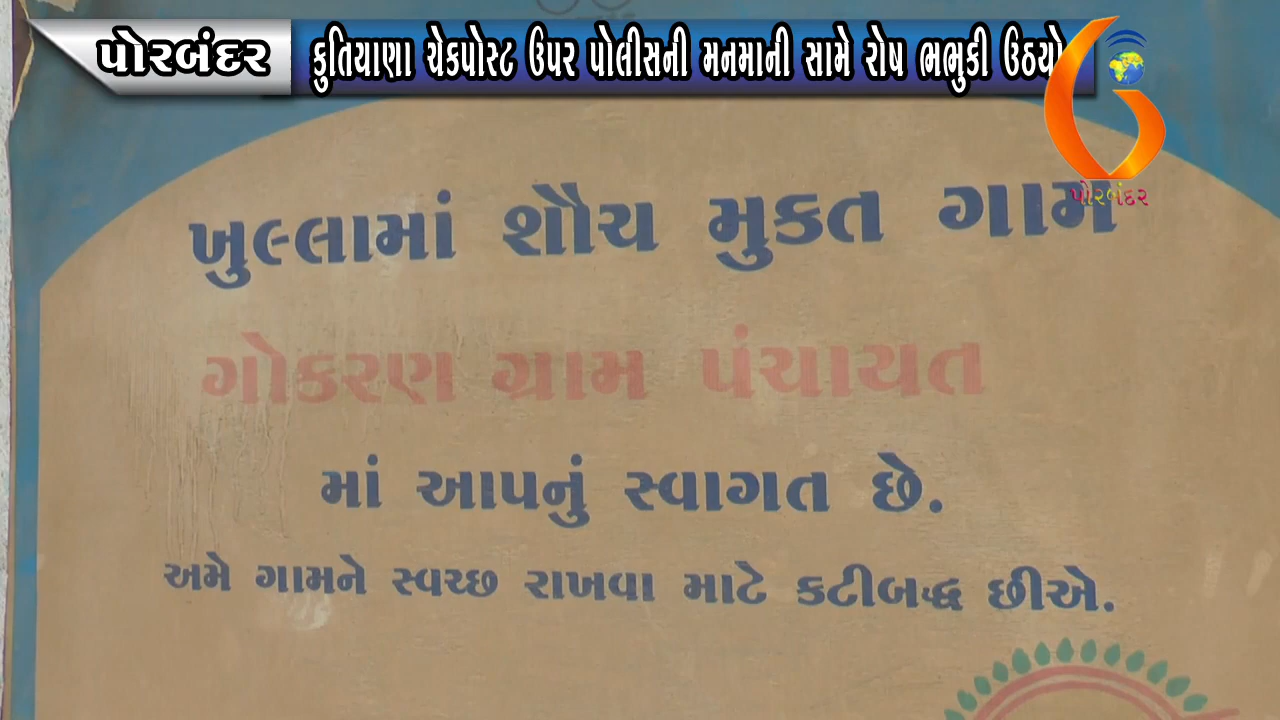 પોરબંદર
કુતિયાણા ચેકપોસ્ટ ઉપર પોલીસની મનમાની સામે રોષ ભભુકી ઉઠયો
પોરબંદર
ખુલ્લામાં શૌચ મુકત ગામ
ગોકરણ ગ્રામ પંચાયત
માં આપનું સ્વાગત છે.
અમે ગામને સ્વચ્છ રાખવા માટે કટીબદ્ધ છીએ.